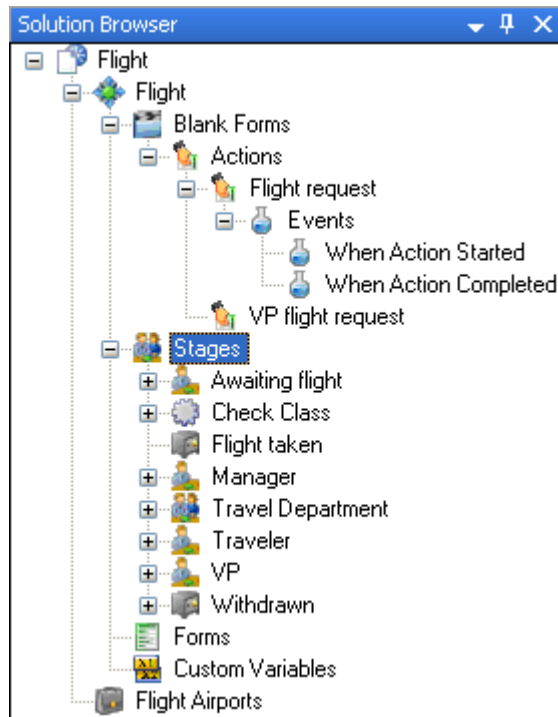 Solution Browser
Flight
Flight
Blank Forms
Actions
Flight request
Events
When Action Started
When Action Completed
VP flight request
Stages
Awaiting flight
Check Class
Flight taken
Manager
Travel Department
Traveler
VP
Withdrawn
Forms
Custom Variables
Flight Airports